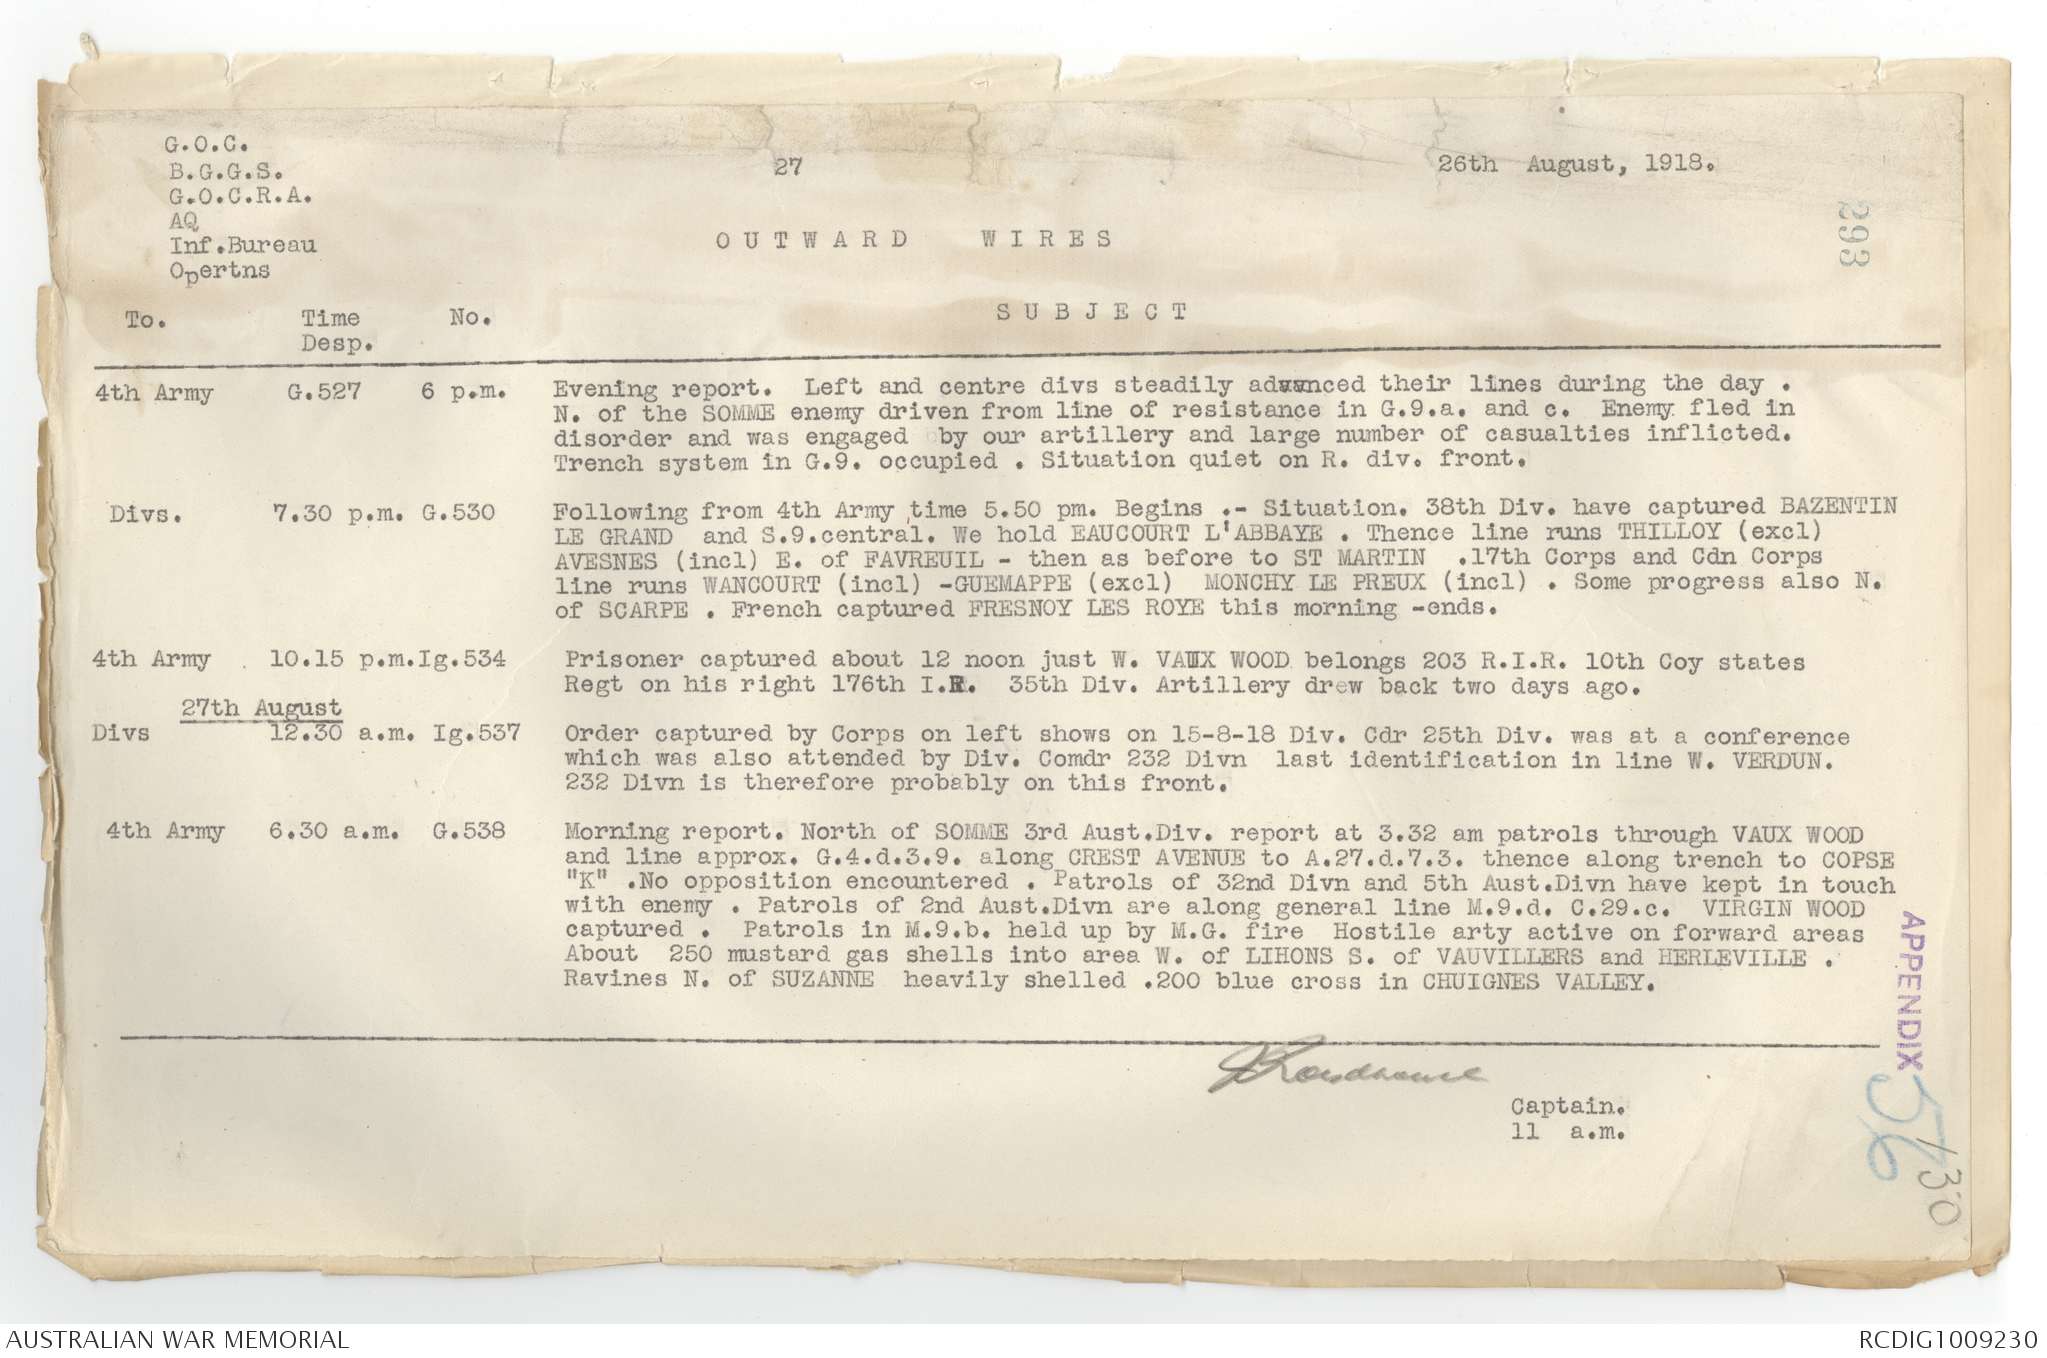 G.O.C.
B.G.G.S.
G.O.C.R.A.
AQ
Inf.Bureau
Opertns
27
26th August, 1918.
293
OUTWARD WIRES
To. Time Desp. No. SUBJECT
4th Army G.527 6 p.m. Evening report. Left and centre divs steadily advanced their lines during the day .
N. of the SOMME enemy driven from line of resistance in G.9.a. and c. Enemy fled in
disorder and was engaged by our artillery and large number of casualties inflicted.
Trench system in G.9. occupied . Situation quiet on R. div. front.
Divs. 7.30 p.m. G.530 Following from 4th Army time 5.50 pm. Begins .- Situation. 38th Div. have captured BAZENTIN
LE GRAND and S.9.central. We hold EAUCOURT L'ABBAYE . Thence line runs THILLOY (excl)
AVESNES (incl) E. of FAVREUIL - then as before to ST MARTIN .17th Corps and Cdn Corps
line runs WANCOURT (incl) -GUEMAPPE (excl) MONCHY LE PREUX (incl) . Some progress also N.
of SCARPE . French captured FRESNOY LES ROYE this morning -ends.
4th Army 10.15 p.m. Ig.534 Prisoner captured about 12 noon just W. VAUX WOOD belongs 203 R.I.R. 10th Coy states
Regt on his right 176th I.R. 35th Div. Artillery drew back two days ago.
27th August
Divs 12.30 a.m. Ig.537 Order captured by Corps on left shows on 15-8-18 Div. Cdr 25th Div. was at a conference
which was also attended by Div. Comdr 232 Divn last identification in line W. VERDUN.
232 Divn is therefore probably on this front.
4th Army 6.30 a.m. G.538 Morning report. North of SOMME 3rd Aust.Div. report at 3.32 am patrols through VAUX WOOD
and line approx. G.4.d.3.9. along CREST AVENUE to A.27.d.7.3. thence along trench to COPSE
"K" .No opposition encountered . Patrols of 32nd Divn and 5th Aust.Divn have kept in touch
with enemy . Patrols of 2nd Aust.Divn are along general line M.9.d. C.29.c. VIRGIN WOOD
captured . Patrols in M.9.b. held up by M.G. fire Hostile arty active on forward areas
About 250 mustard gas shells into area W. of LIHONS S. of VAUVILLERS and HERLEVILLE .
Ravines N. of SUZANNE heavily shelled .200 blue cross in CHUIGNES VALLEY.
Captain.
11 a.m.
APPENDIX
56
130
AUSTRALIAN WAR MEMORIAL
RCDIG1009230